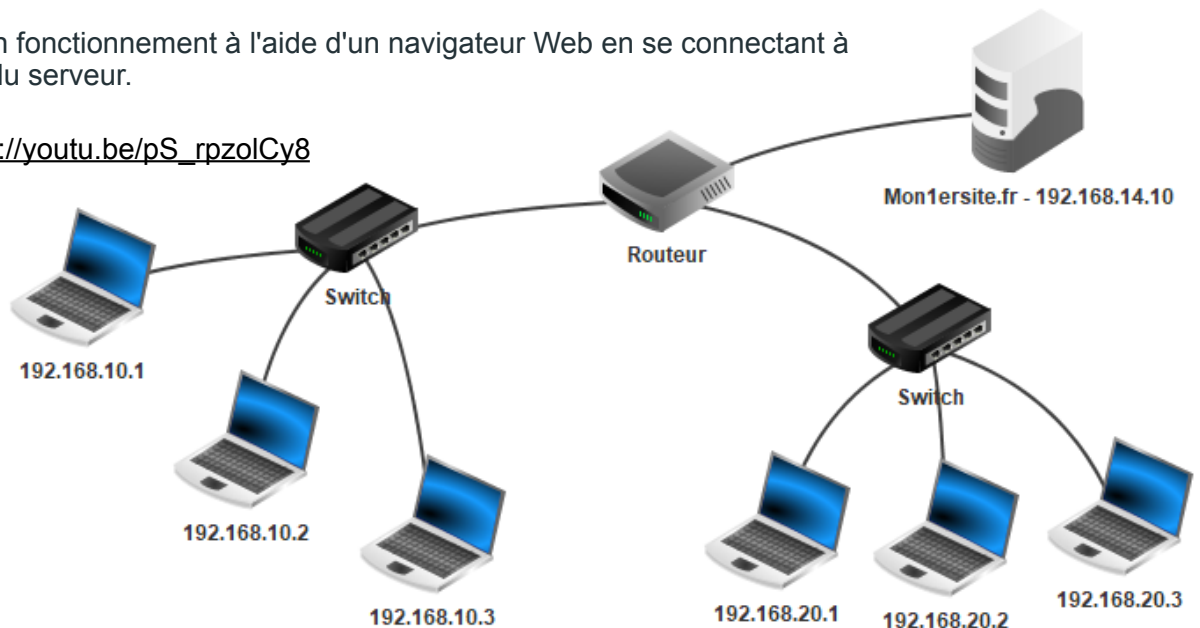 n fonctionnement à l'aide d'un navigateur Web en se connectant à
du serveur.
://youtu.be/pS_rpzolCy8
Mon1ersite.fr - 192.168.14.10
Routeur
Switch
192.168.10.1
Switch
192.168.10.2
192.168.10.3
192.168.20.1
192.168.20.2
192.168.20.3